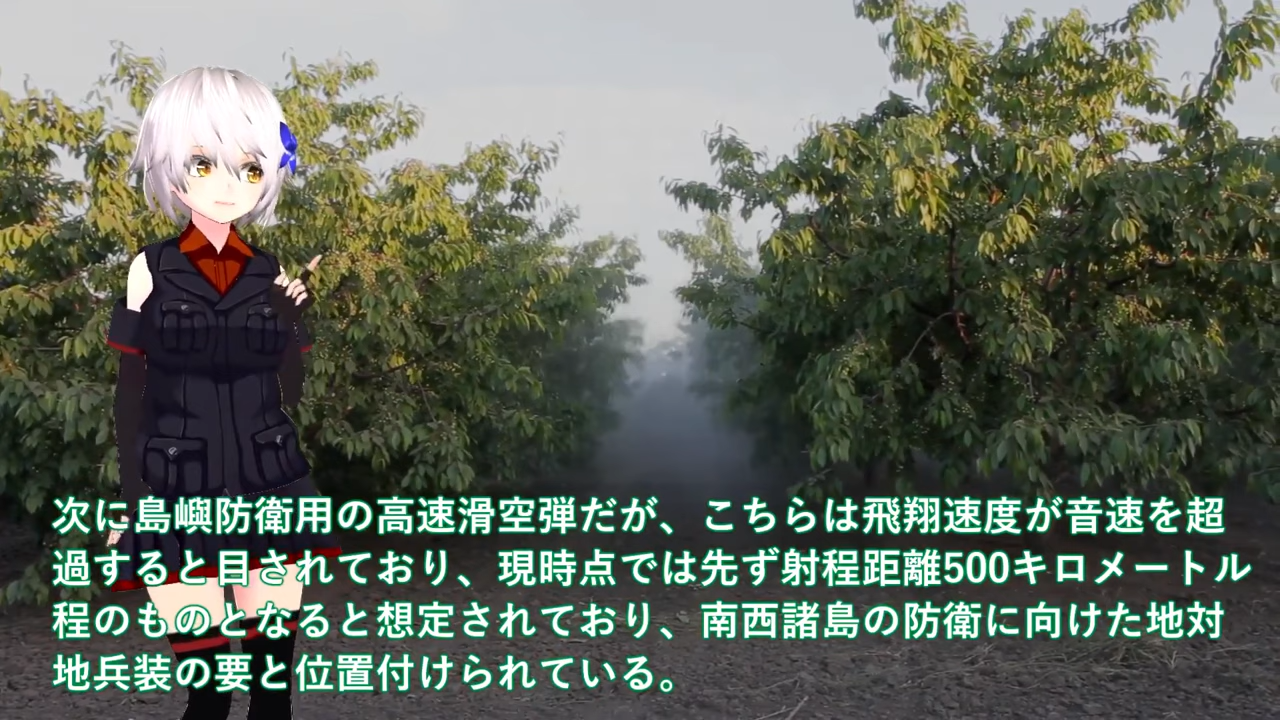 次に島嶼防衛用の高速滑空弾だが、こちらは飛翔速度が音速を超
過すると目されており、現時点では先ず射程距離500キロメートル
程のものとなると想定されており、南西諸島の防衛に向けた地対
地兵装の要と位置付けられている。